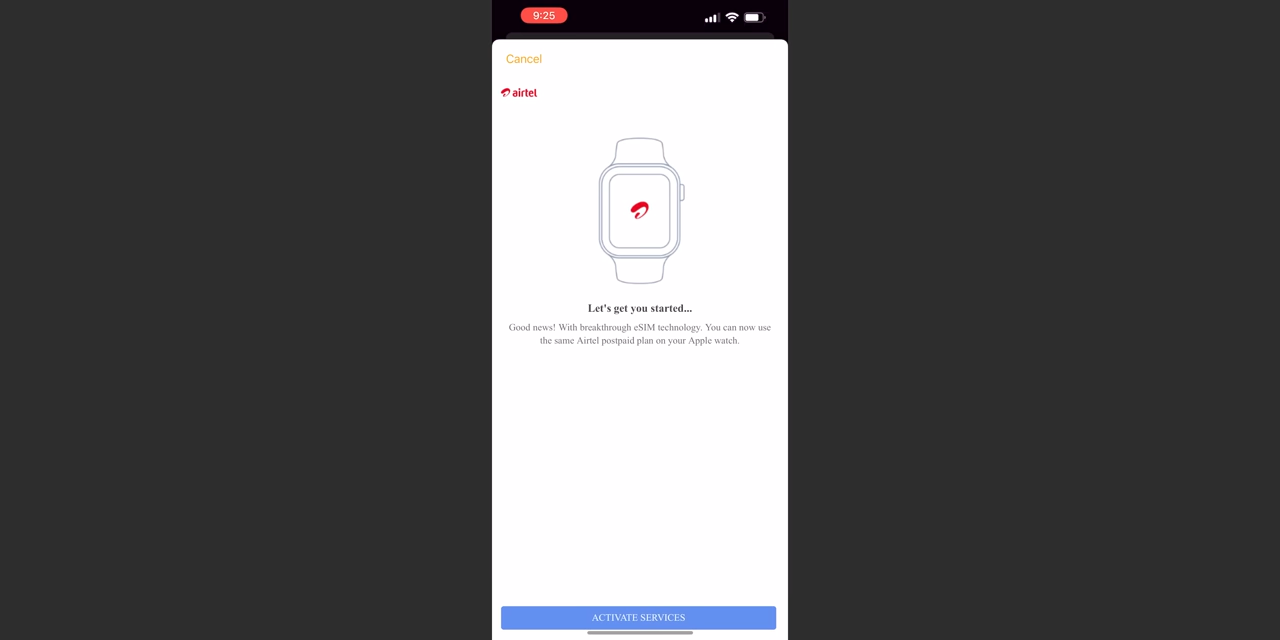 9:25
Cancel
airtel
Let's get you started...
Good news! With breakthrough eSIM technology. You can now use
the same Airtel postpaid plan on your Apple watch.
ACTIVATE SERVICES